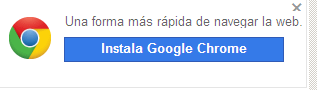 Una forma más rápida de navegar la web.
Instala Google Chrome